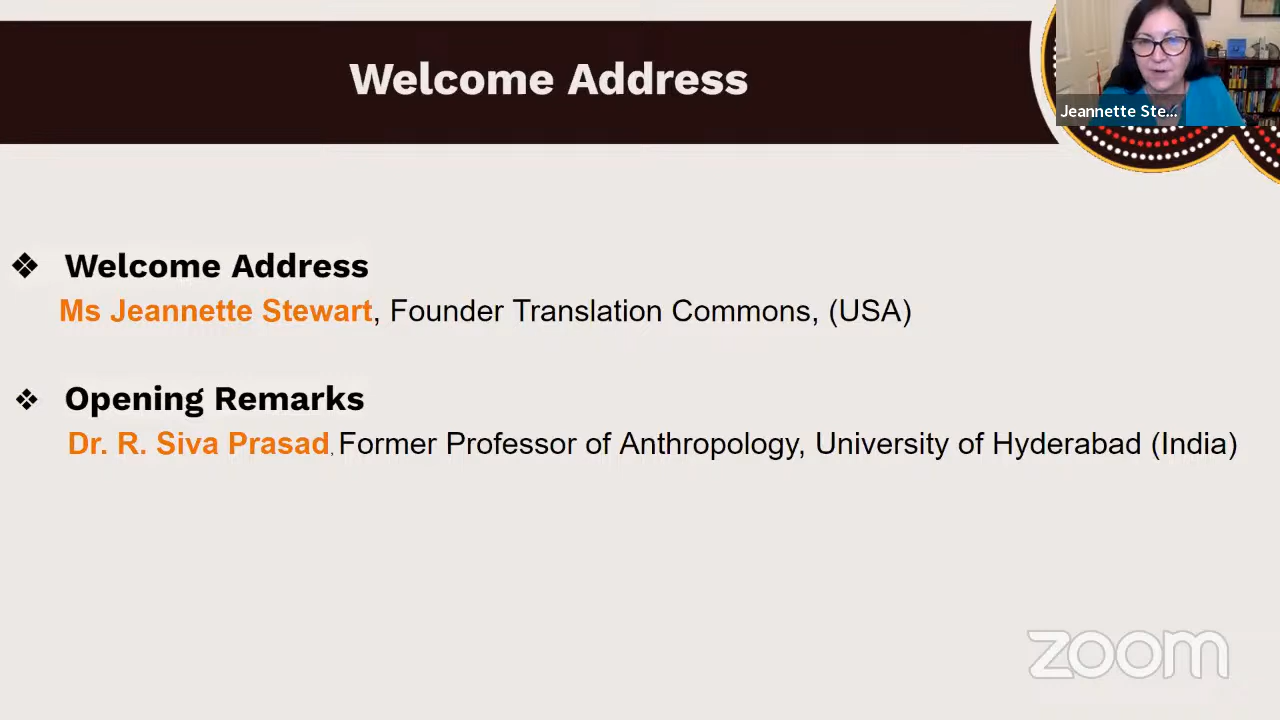 Welcome Address
Jeannette Ste...
❖ Welcome Address
Ms Jeannette Stewart, Founder Translation Commons, (USA)
❖ Opening Remarks
Dr. R. Siva Prasad, Former Professor of Anthropology, University of Hyderabad (India)
zoom